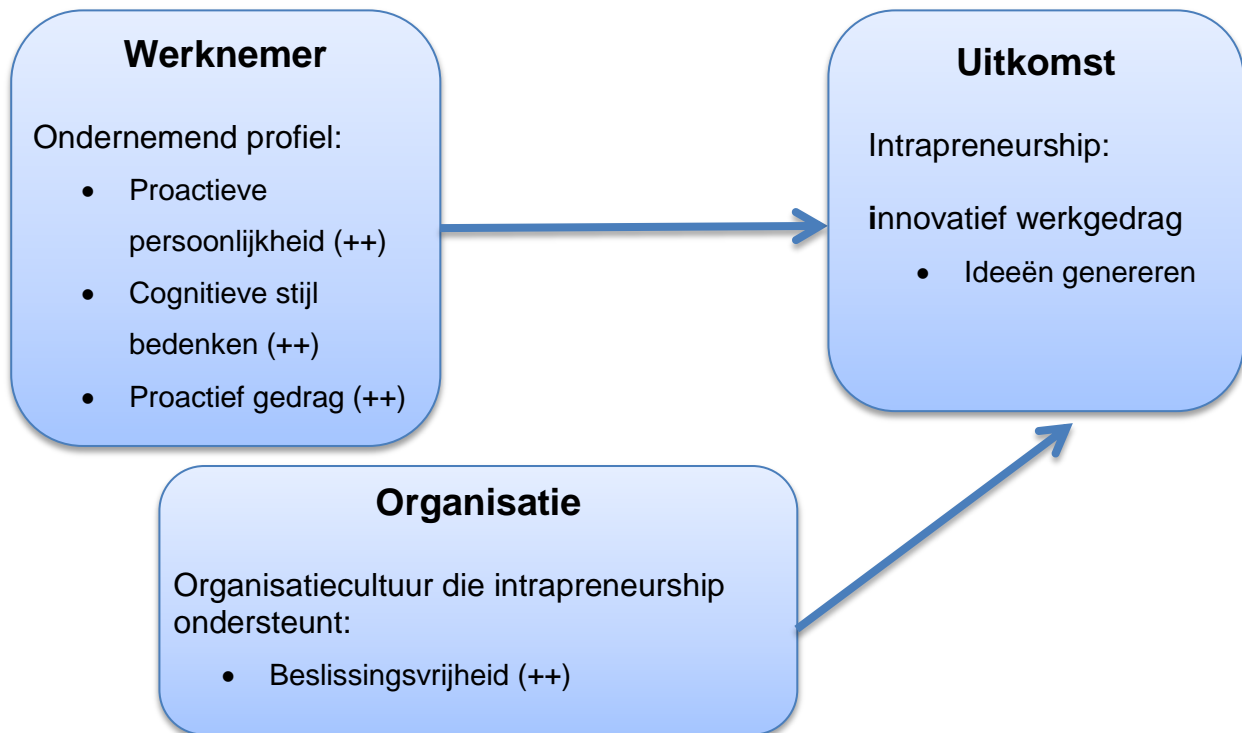 Werknemer
Ondernemend profiel:
• Proactieve
persoonlijkheid (++)
• Cognitieve stijl
bedenken (++)
• Proactief gedrag (++)
Uitkomst
Intrapreneurship:
innovatief werkgedrag
• Ideeën genereren
Organisatie
Organisatiecultuur die intrapreneurship
ondersteunt:
• Beslissingsvrijheid (++)